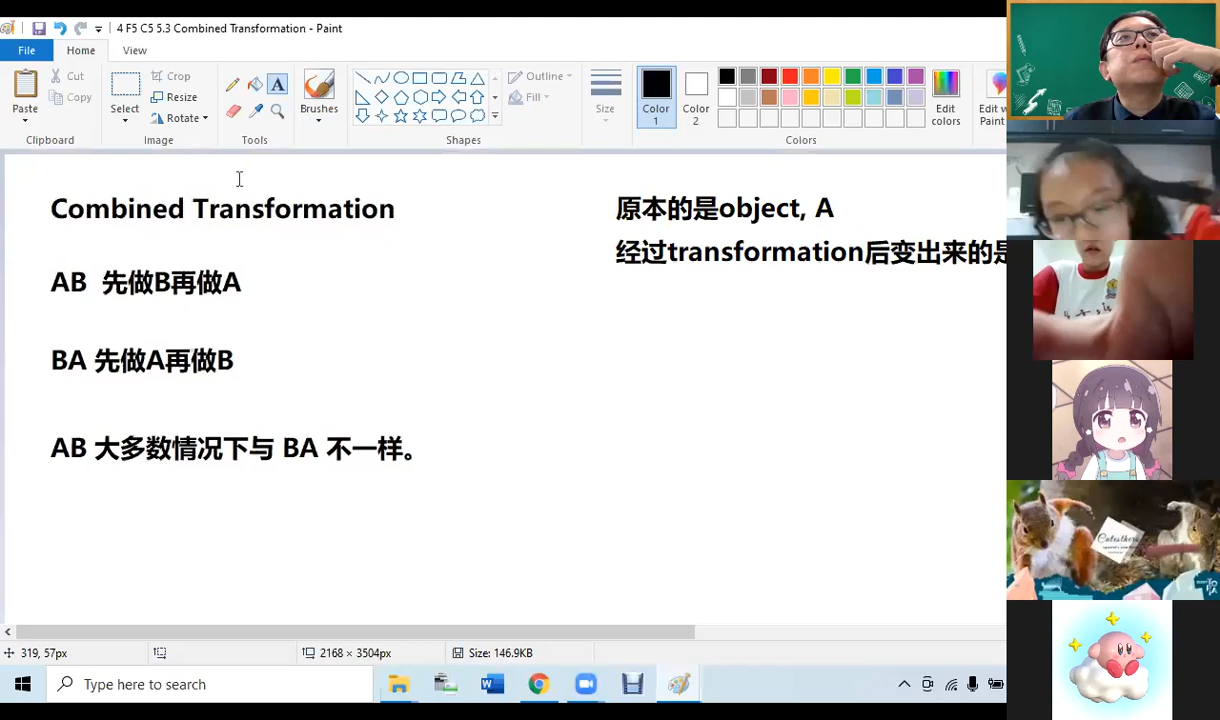 4 F5 C5 5.3 Combined Transformation - Paint
File Home View
Paste
Cut
Copy
Clipboard
Select
Crop
Resize
Rotate
Image
Tools
Brushes
Shapes
Outline
Fill
Size
Color 1
Color 2
Colors
Edit colors
Edit w
Paint
Combined Transformation
AB 先做B再做A
BA 先做A再做B
AB 大多数情况下与 BA 不一样。
原本的是object, A
经过transformation后变出来的是
319, 57px
2168 × 3504px
Size: 146.9KB
Type here to search